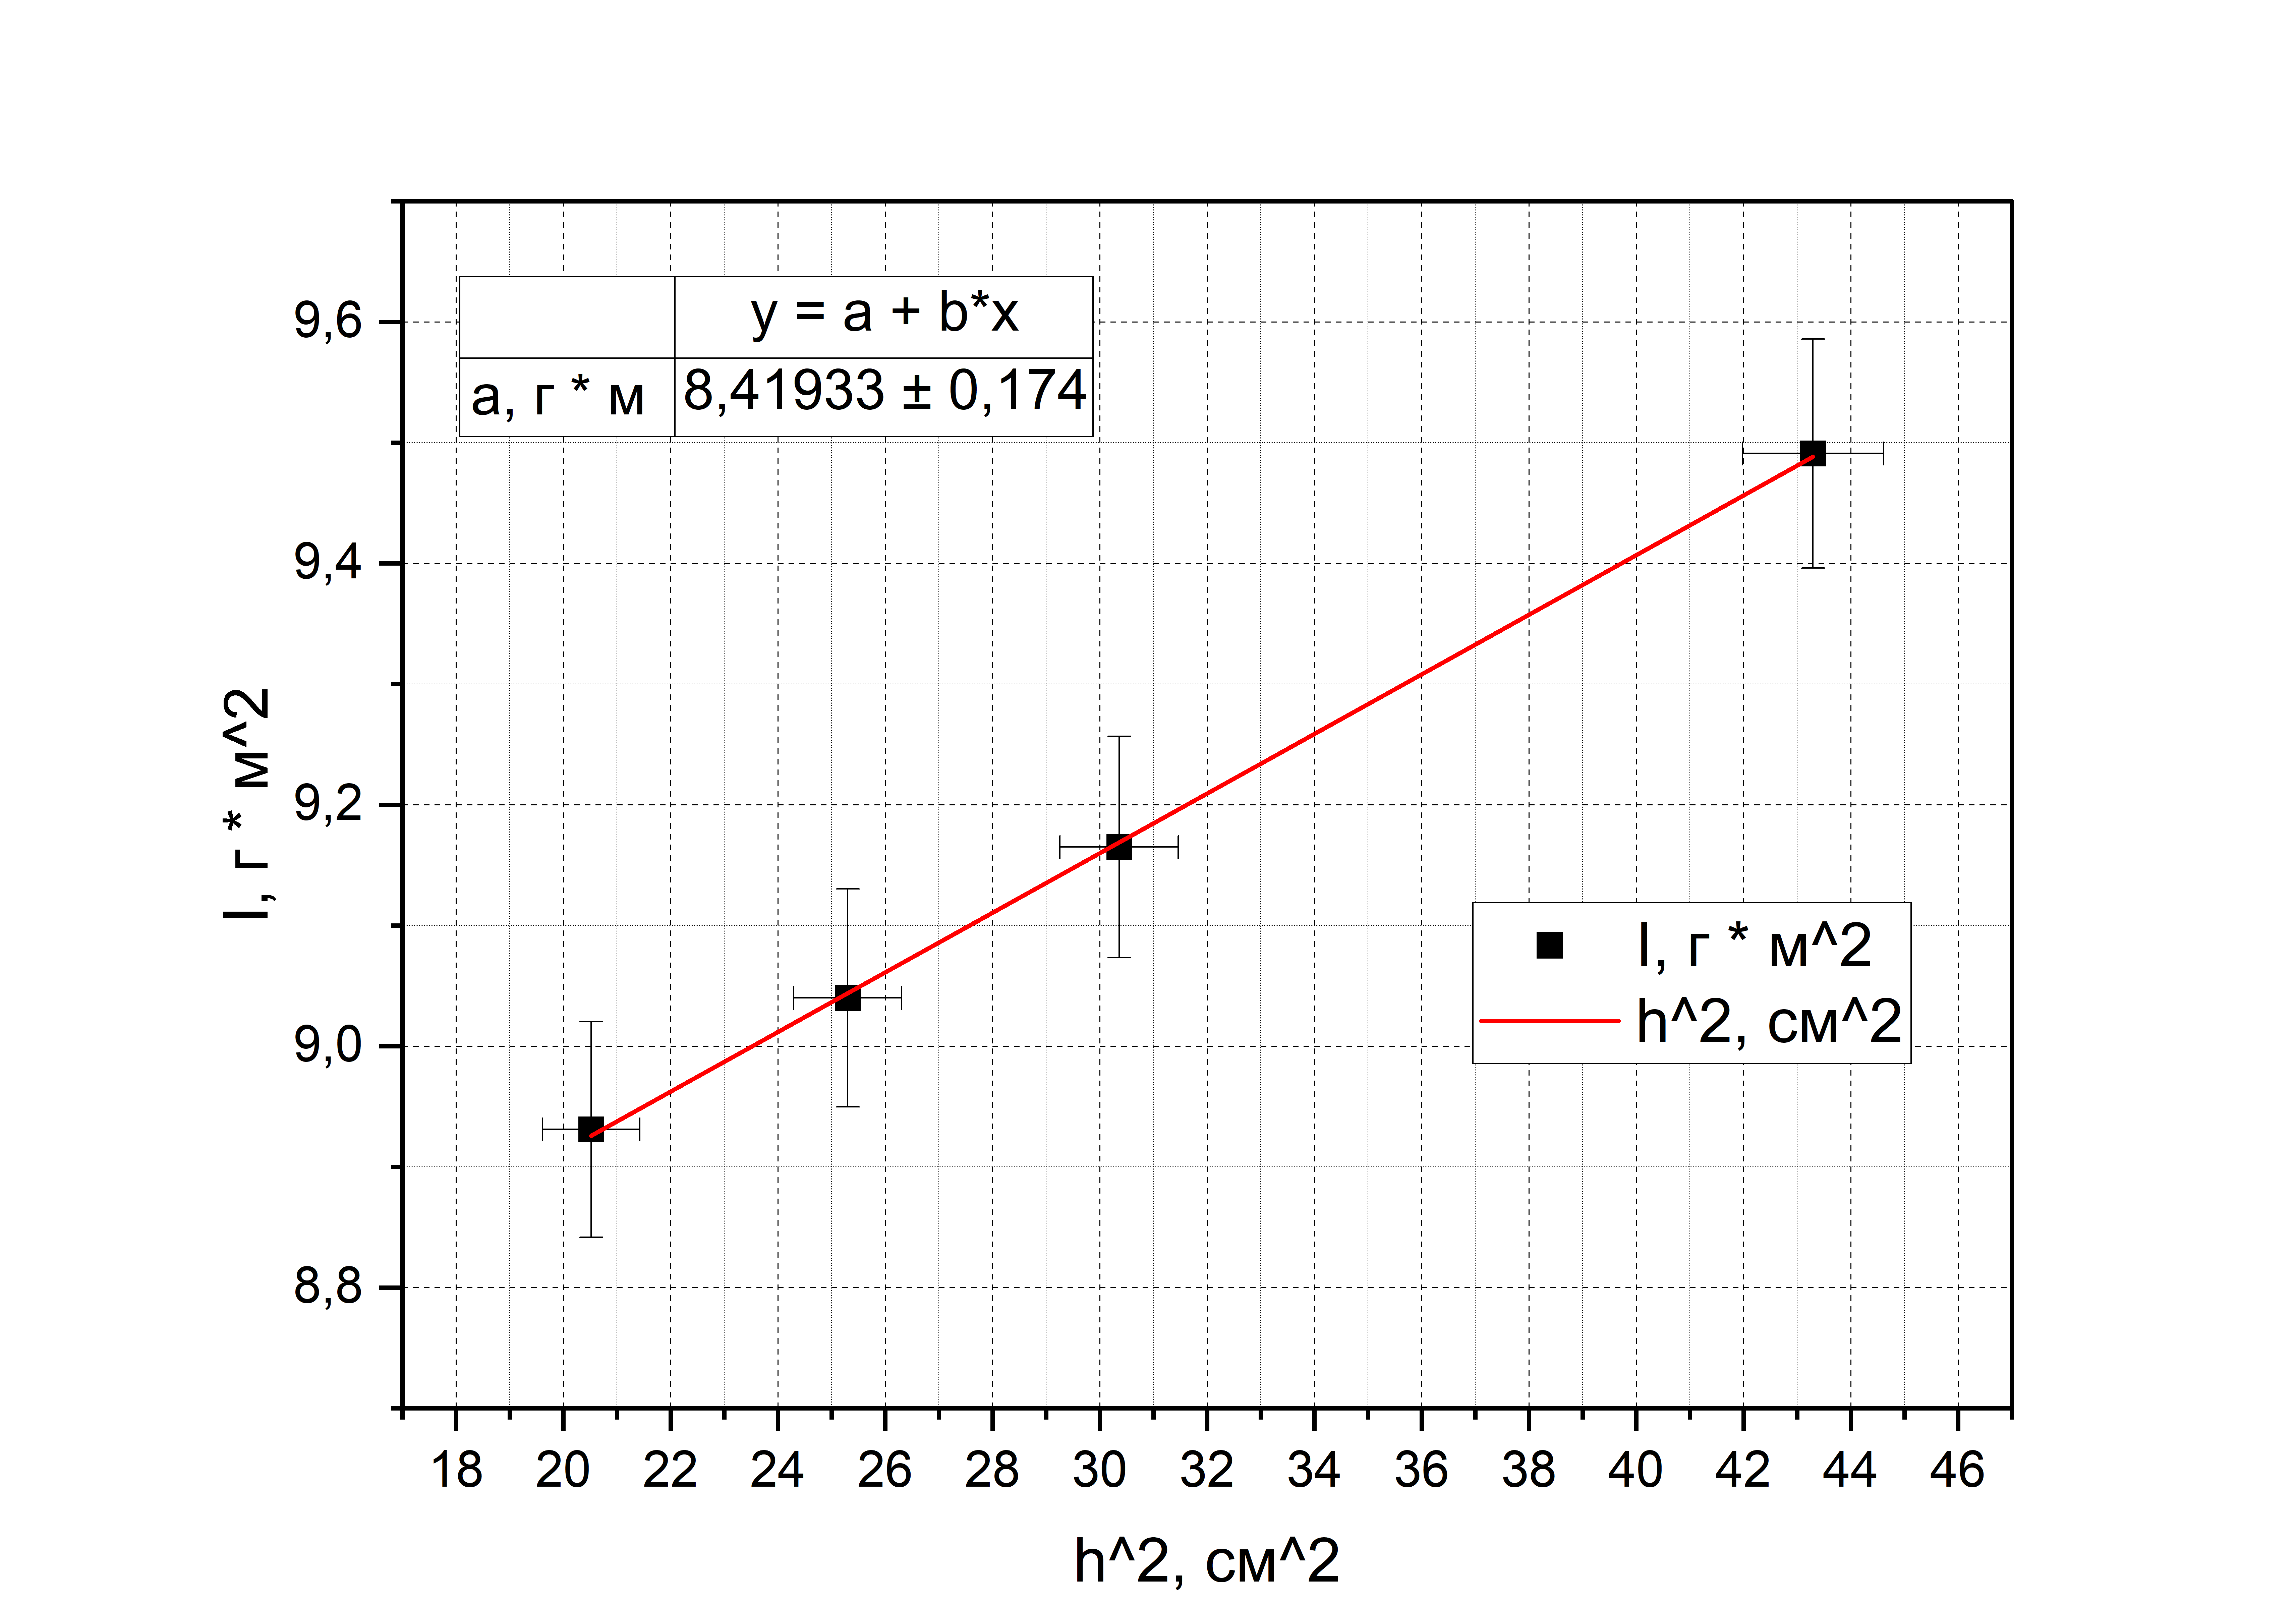 y = a + b*x
а, г * м 8,41933 ± 0,174
9,6
9,4
9,2
9,0
8,8
I, г * м^2
I, г * м^2
h^2, см^2
18 20 22 24 26 28 30 32 34 36 38 40 42 44 46
h^2, см^2